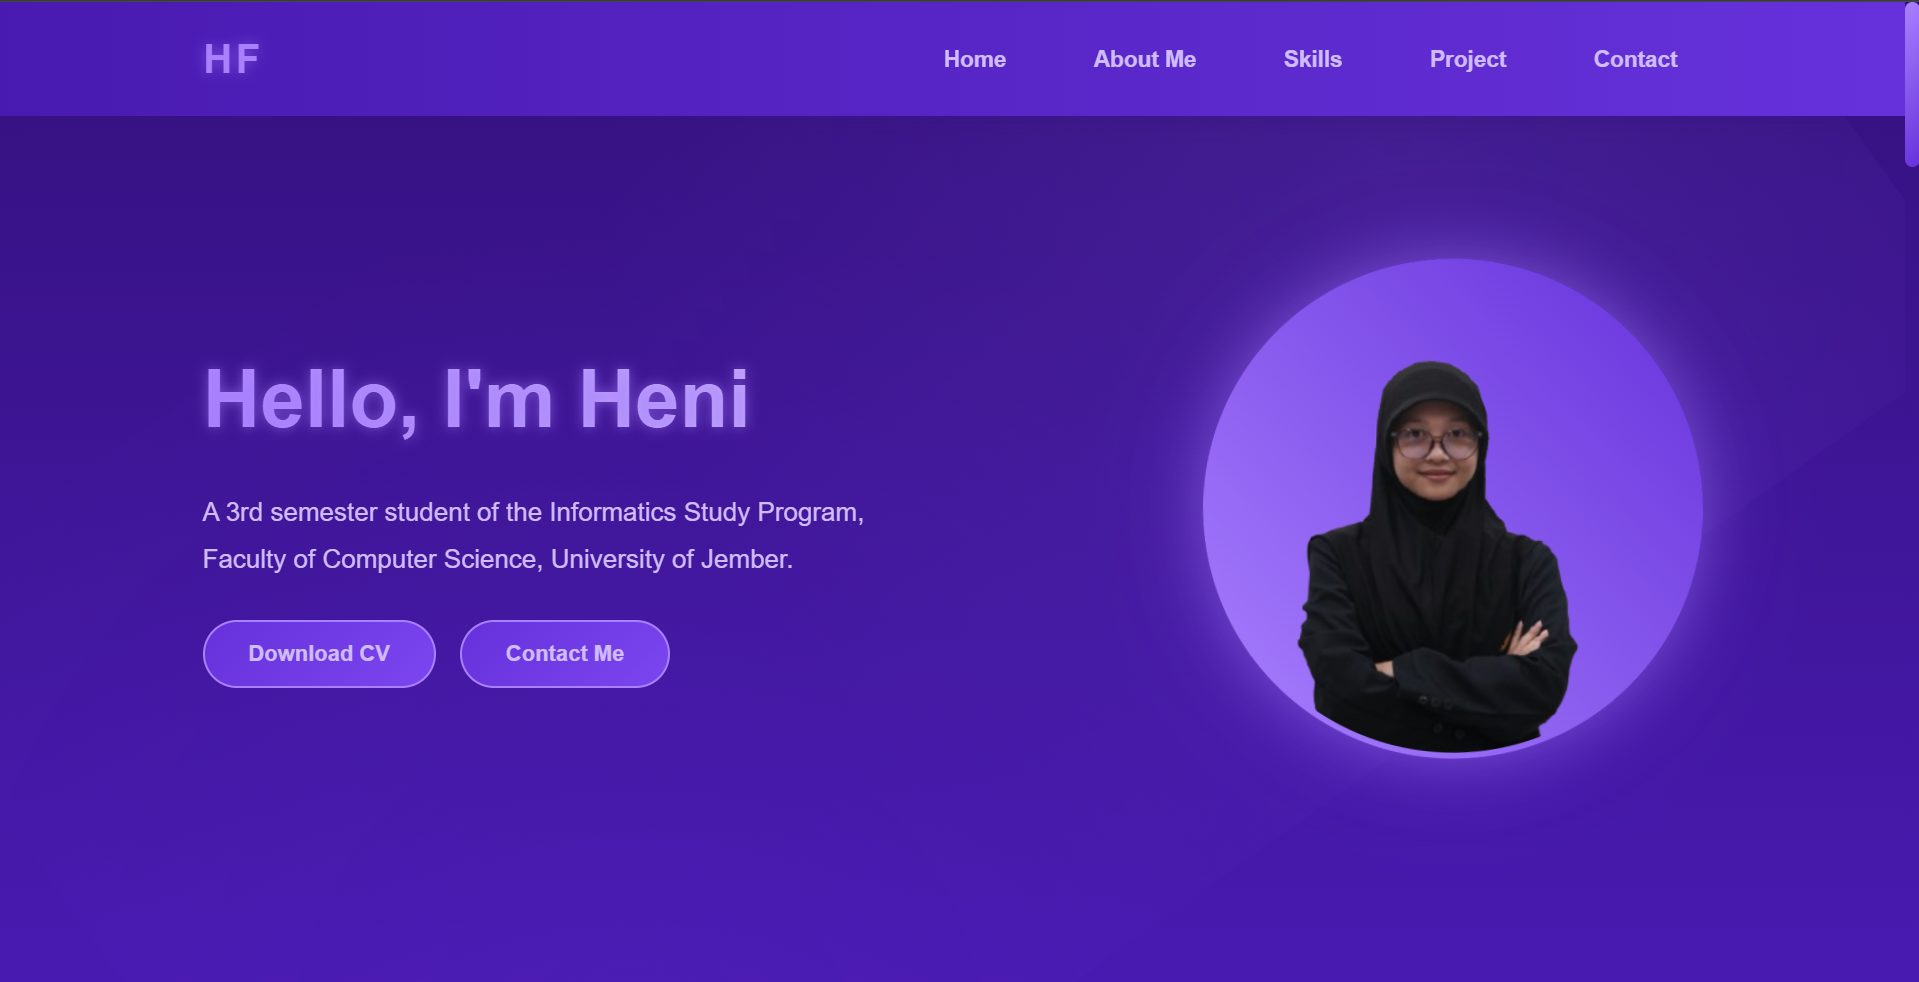 HF
Home
About Me
Skills
Project
Contact
Hello, I'm Heni
A 3rd semester student of the Informatics Study Program,
Faculty of Computer Science, University of Jember.
Download CV
Contact Me